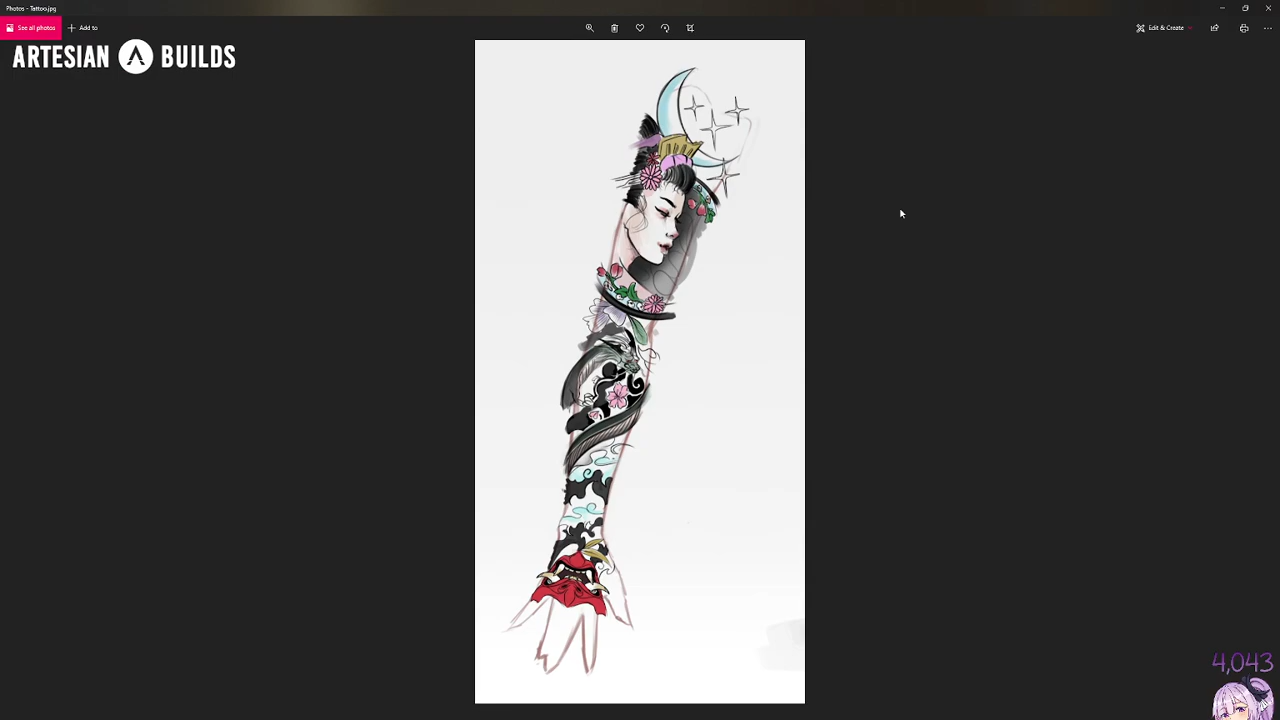 Photos - Tattoo.jpg
See all photos
Add to
Edit & Create
ARTESIAN BUILDS
4,043